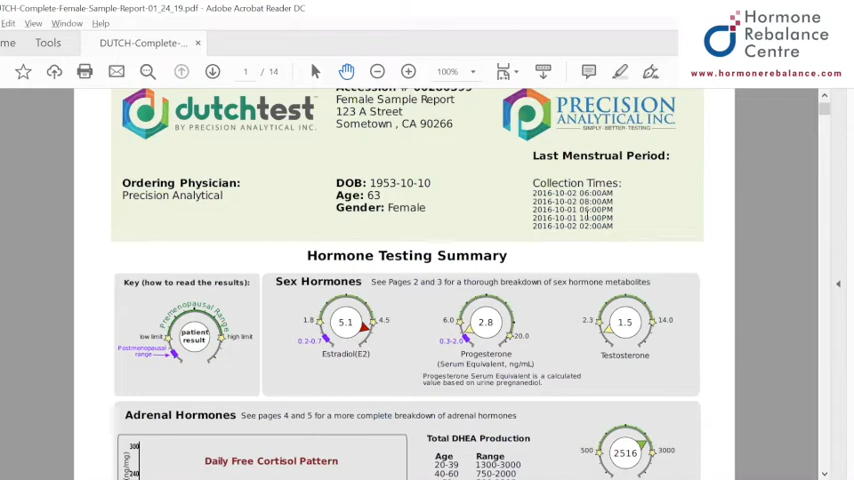 UTCH-Complete-Female-Sample-Report-01_24_19.pdf - Adobe Acrobat Reader DC
Edit View Window Help
me Tools DUTCH-Complete-... ×
1 / 14 100%
Hormone
Rebalance
Centre
www.hormonerebalance.com
dutchtest™
BY PRECISION ANALYTICAL INC.
Female Sample Report
123 A Street
Sometown , CA 90266
PRECISION
ANALYTICAL INC.
SIMPLY • BETTER • TESTING
Last Menstrual Period:
Ordering Physician:
Precision Analytical
DOB: 1953-10-10
Age: 63
Gender: Female
Collection Times:
2016-10-02 06:00AM
2016-10-02 08:00AM
2016-10-01 06:00PM
2016-10-01 10:00PM
2016-10-02 02:00AM
Hormone Testing Summary
Key (how to read the results):
Premenopausal Range
patient
result
low limit
high limit
Postmenopausal
range
Sex Hormones See Pages 2 and 3 for a thorough breakdown of sex hormone metabolites
1.8 5.1 4.5
0.2-0.7
Estradiol(E2)
6.0 2.8 20.0
0.3-2.0
Progesterone
(Serum Equivalent, ng/mL)
Progesterone Serum Equivalent is a calculated
value based on urine pregnanediol.
2.3 1.5 14.0
Testosterone
Adrenal Hormones See pages 4 and 5 for a more complete breakdown of adrenal hormones
300
240
(ng/mg)
Daily Free Cortisol Pattern
Total DHEA Production
Age Range
20-39 1300-3000
40-60 750-2000
500 2516 3000